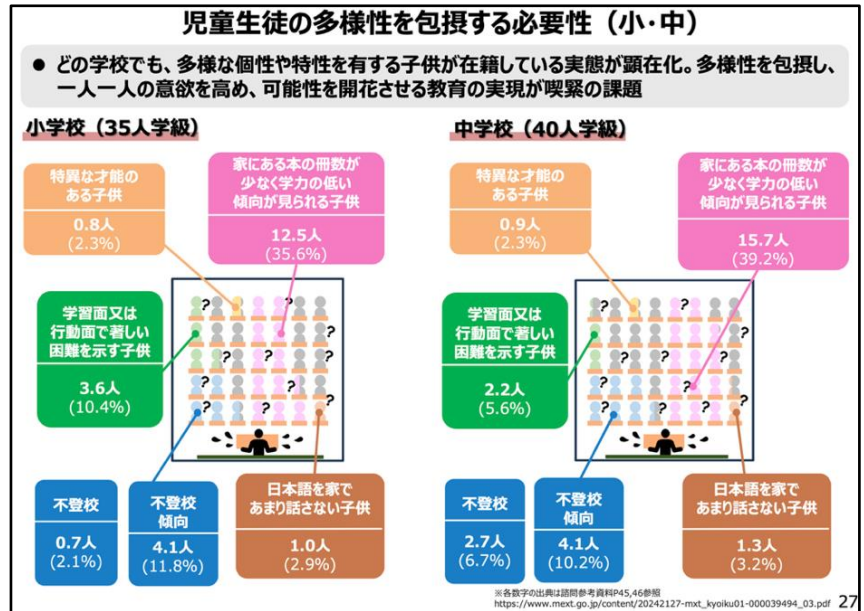 児童生徒の多様性を包摂する必要性（小･中）
● どの学校でも、多様な個性や特性を有する子供が在籍している実態が顕在化。多様性を包摂し、
一人一人の意欲を高め、可能性を開花させる教育の実現が喫緊の課題
小学校（35人学級）
特異な才能の
ある子供
0.8人
(2.3%)
家にある本の冊数が
少なく学力の低い
傾向が見られる子供
12.5人
(35.6%)
学習面又は
行動面で著しい
困難を示す子供
3.6人
(10.4%)
? ? ? ? ? ? ? ? ?
不登校
0.7人
(2.1%)
不登校
傾向
4.1人
(11.8%)
日本語を家で
あまり話さない子供
1.0人
(2.9%)
中学校（40人学級）
特異な才能の
ある子供
0.9人
(2.3%)
家にある本の冊数が
少なく学力の低い
傾向が見られる子供
15.7人
(39.2%)
学習面又は
行動面で著しい
困難を示す子供
2.2人
(5.6%)
? ? ? ? ? ? ? ? ?
不登校
2.7人
(6.7%)
不登校
傾向
4.1人
(10.2%)
日本語を家で
あまり話さない子供
1.3人
(3.2%)
※各数字の出典は諮問参考資料P45,46参照
https://www.mext.go.jp/content/20242127-mxt_kyoiku01-000039494_03.pdf 27